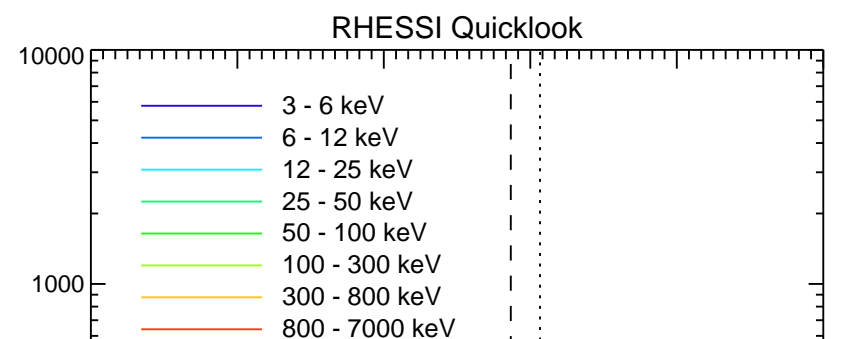 RHESSI Quicklook
10000
3 - 6 keV
6 - 12 keV
12 - 25 keV
25 - 50 keV
50 - 100 keV
100 - 300 keV
1000
300 - 800 keV
800 - 7000 keV